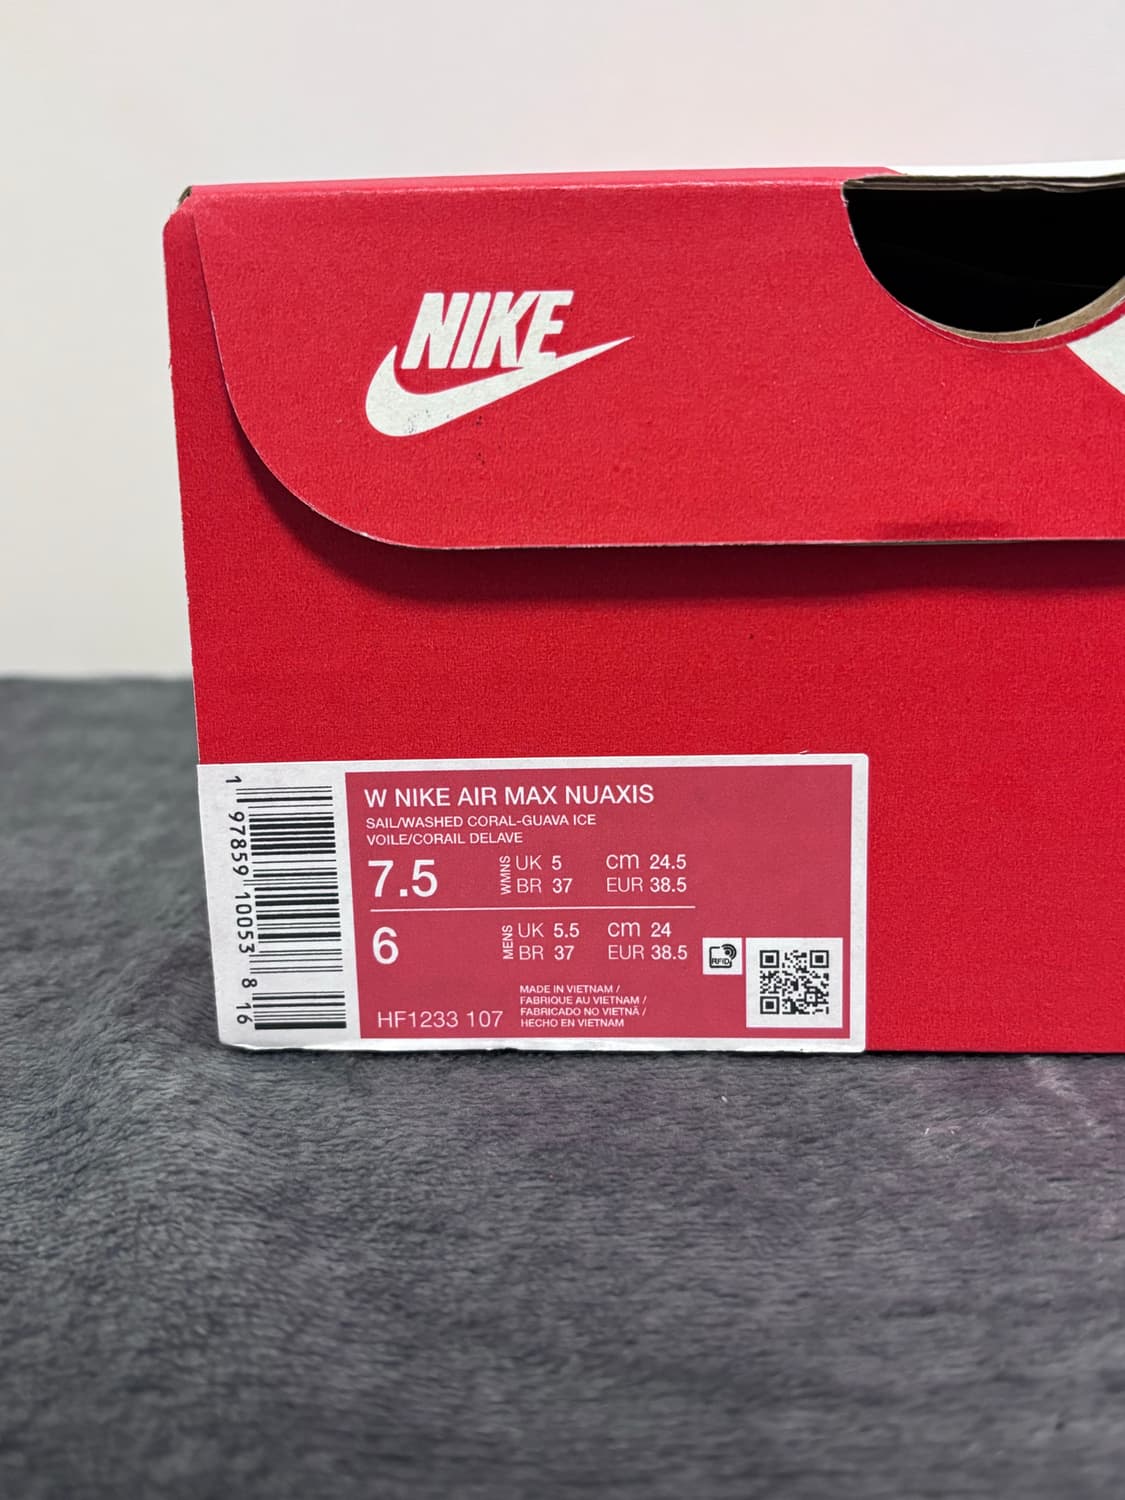 NIKE
W NIKE AIR MAX NUAXIS
SAIL/WASHED CORAL-GUAVA ICE
VOILE/CORAIL DELAVE
7.5 WMNS UK 5 cm 24.5
BR 37 EUR 38.5
6 MENS UK 5.5 cm 24
BR 37 EUR 38.5
RFID
MADE IN VIETNAM /
FABRIQUE AU VIETNAM /
FABRICADO NO VIETNÃ /
HECHO EN VIETNAM
HF1233 107
1 97859 10053 8 16